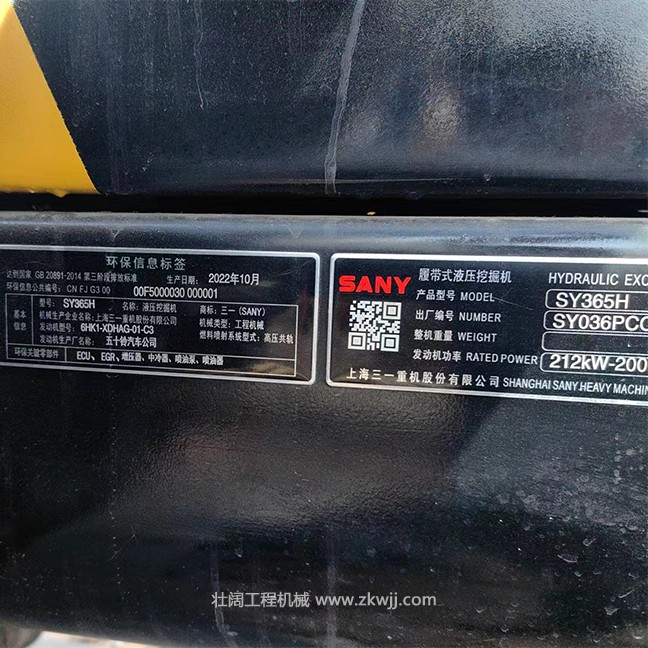 环保信息标签
达到国家 GB 20891-2014 第三阶段排放标准 生产日期: 2022年10月
环保信息公共编号: CN FJ G3 00 00F5000030 000001
基本信息
型号: SY365H 名称: 液压挖掘机 商标: 三一 (SANY)
机械生产企业名称: 上海三一重机股份有限公司 机械类型: 工程机械
发动机型号: 6HK1-XDHAG-01-C3 燃料喷射系统型式: 高压共轨
发动机生产厂: 五十铃汽车公司
环保关键零部件 ECU、EGR、增压器、中冷器、喷油泵、喷油器
SANY 履带式液压挖掘机 HYDRAULIC EXC
产品型号 MODEL SY365H
出厂编号 NUMBER SY036PCC
整机重量 WEIGHT
发动机功率 RATED POWER 212kW-200
上海三一重机股份有限公司 SHANGHAI SANY HEAVY MACHIN
壮阔工程机械 www.zkwjj.com